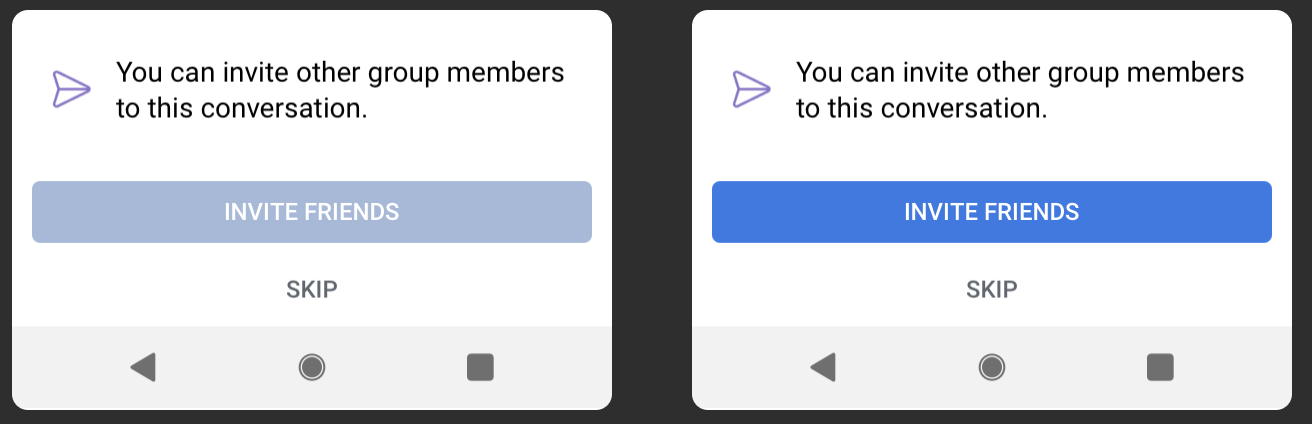 You can invite other group members
to this conversation.
INVITE FRIENDS
SKIP
You can invite other group members
to this conversation.
INVITE FRIENDS
SKIP